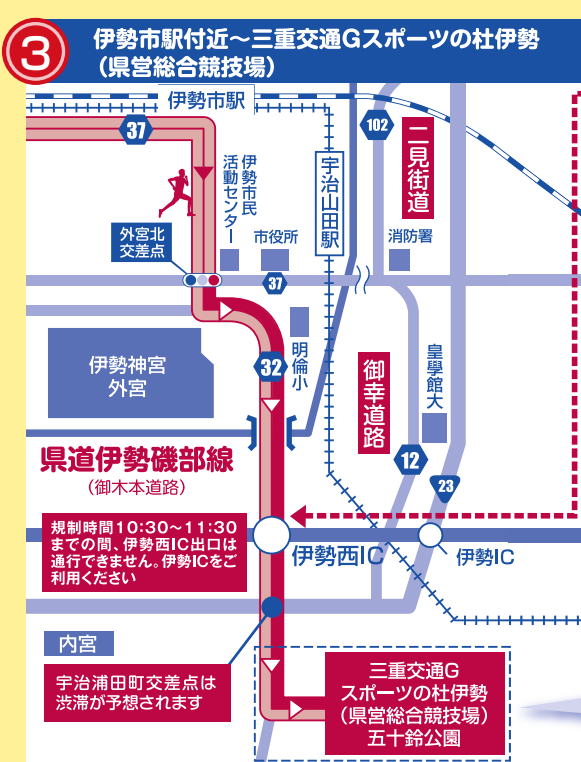 3
伊勢市駅付近～三重交通Gスポーツの杜伊勢
（県営総合競技場）
伊勢市駅
37
102
二見街道
伊勢市民
活動センター
宇治山田駅
外宮北
交差点
市役所
消防署
37
明倫小
伊勢神宮
外宮
32
御幸道路
皇學館大
県道伊勢磯部線
（御木本道路）
12
23
規制時間10：30～11：30
までの間、伊勢西IC出口は
通行できません。伊勢ICをご
利用ください
伊勢西IC
伊勢IC
内宮
宇治浦田町交差点は
渋滞が予想されます
三重交通G
スポーツの杜伊勢
（県営総合競技場）
五十鈴公園